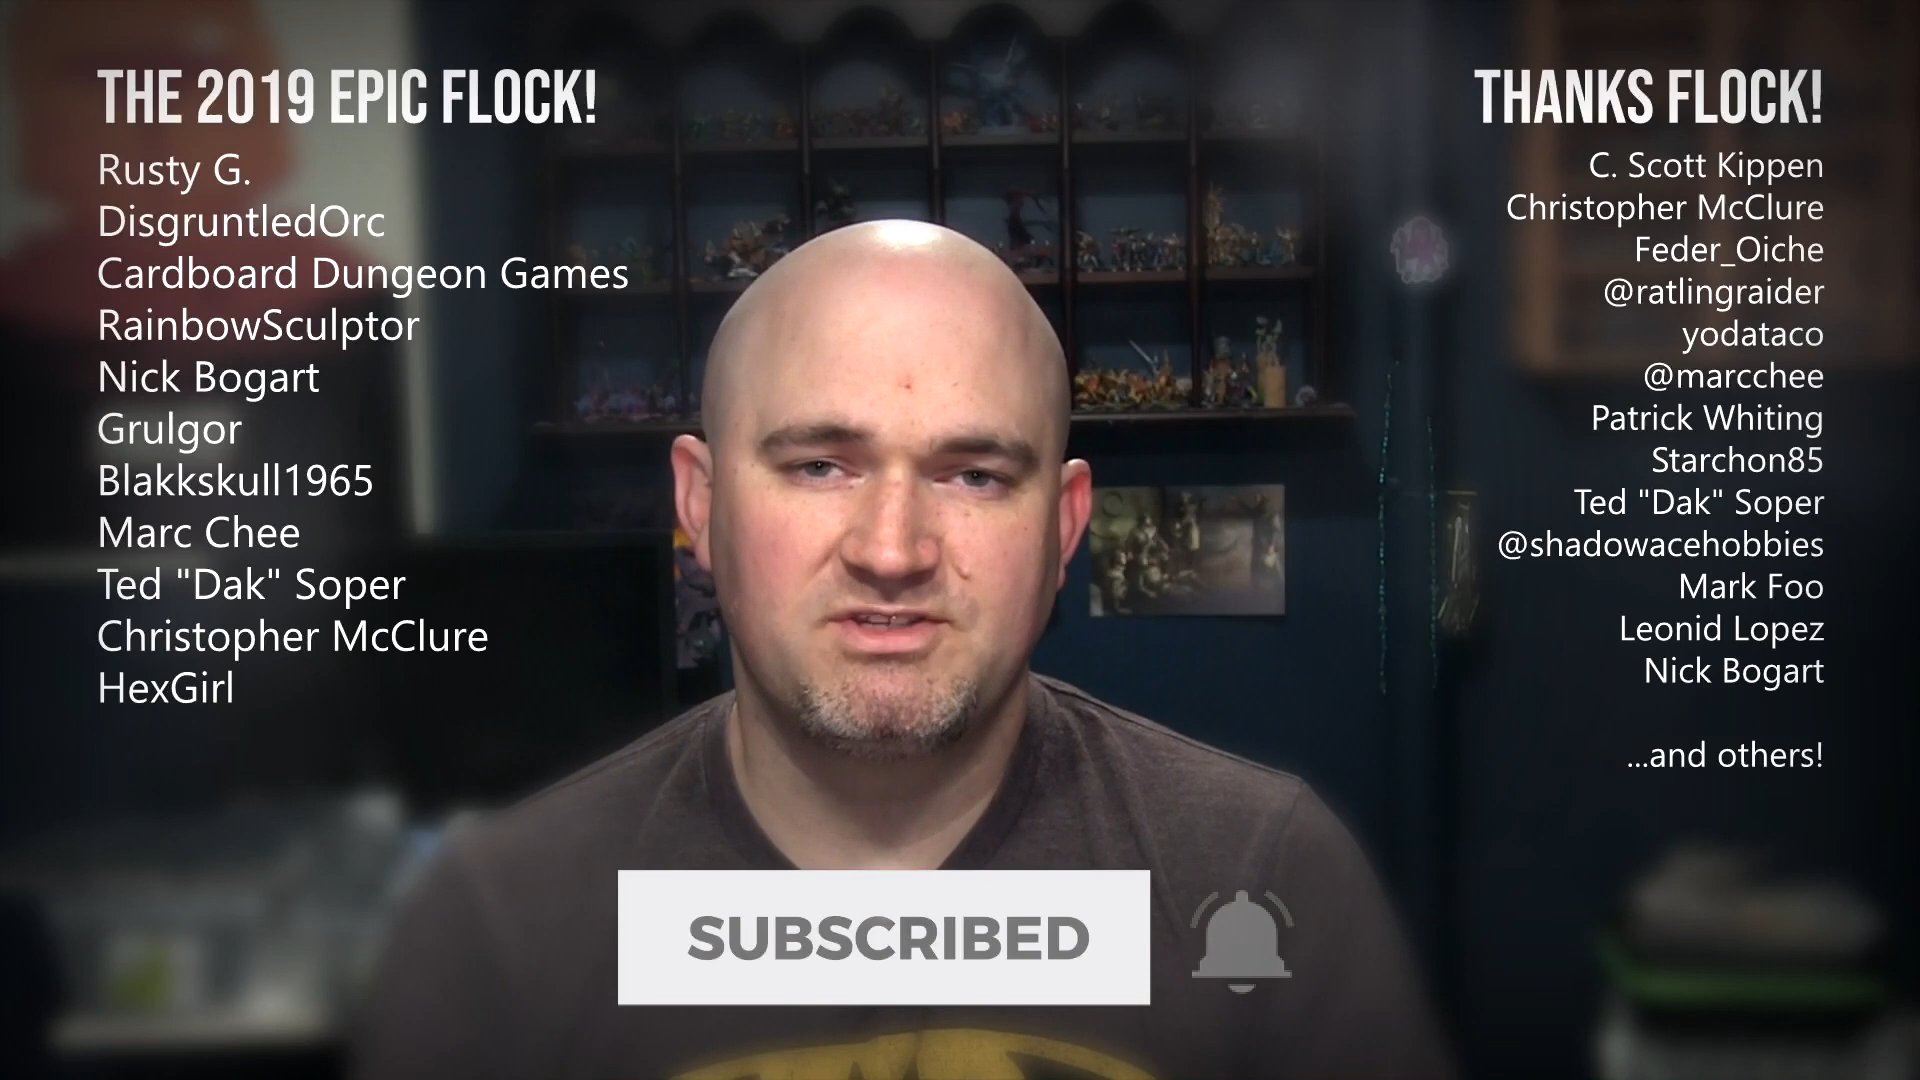 THE 2019 EPIC FLOCK!
Rusty G.
DisgruntledOrc
Cardboard Dungeon Games
RainbowSculptor
Nick Bogart
Grulgor
Blakkskull1965
Marc Chee
Ted "Dak" Soper
Christopher McClure
HexGirl
THANKS FLOCK!
C. Scott Kippen
Christopher McClure
Feder_Oiche
@ratlingraider
yodataco
@marcchee
Patrick Whiting
Starchon85
Ted "Dak" Soper
@shadowacehobbies
Mark Foo
Leonid Lopez
Nick Bogart
...and others!
SUBSCRIBED